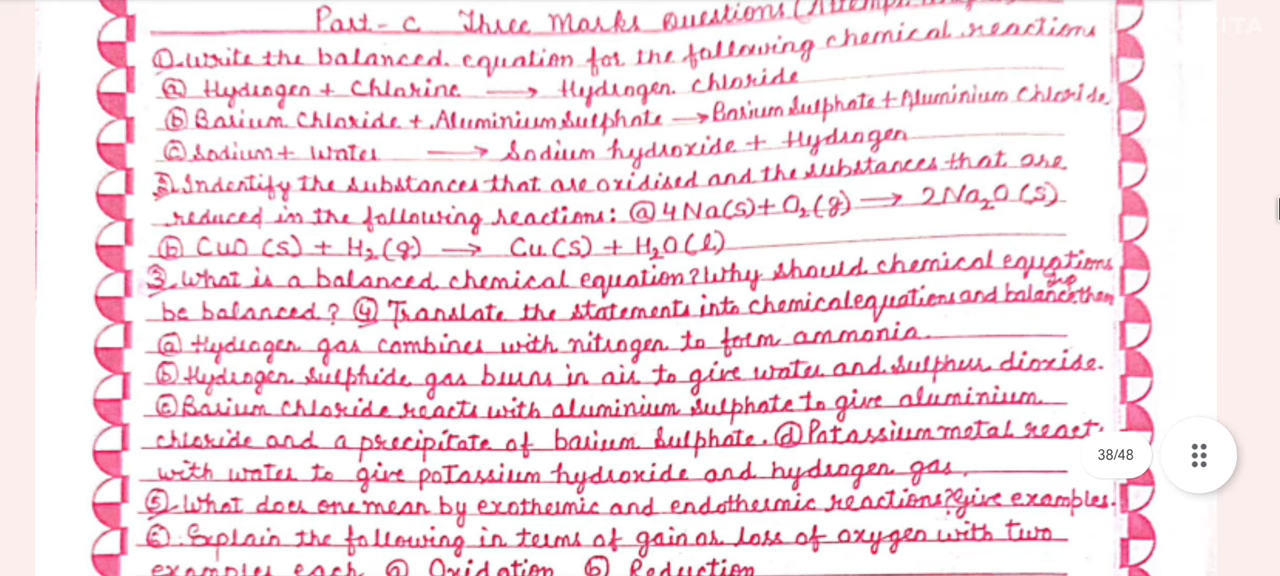 Part - C Three Marks Questions (Attempt
① Write the balanced equation for the following chemical reactions
ⓐ Hydrogen + Chlorine ⟶ Hydrogen chloride
ⓑ Barium Chloride + Aluminium Sulphate ⟶ Barium Sulphate + Aluminium Chloride
ⓒ Sodium + Water ⟶ Sodium hydroxide + Hydrogen
② Indentify the substances that are oxidised and the substances that are
reduced in the following reactions: ⓐ 4Na(s) + O₂(g) ⟶ 2Na₂O(s)
ⓑ CuO (s) + H₂(g) ⟶ Cu(s) + H₂O(l)
③ What is a balanced chemical equation? Why should chemical equations
be balanced? ④ Translate the statements into chemical equations and balance them
ⓐ Hydrogen gas combines with nitrogen to form ammonia.
ⓑ Hydrogen sulphide gas burns in air to give water and sulphur dioxide.
ⓒ Barium chloride reacts with aluminium sulphate to give aluminium
chloride and a precipitate of barium sulphate. ⓓ Potassium metal react
with water to give potassium hydroxide and hydrogen gas.
38/48
⑤ What does one mean by exothermic and endothermic reactions? Give examples.
⑥ Explain the following in terms of gain or loss of oxygen with two
examples each ⓐ Oxidation ⓑ Reduction